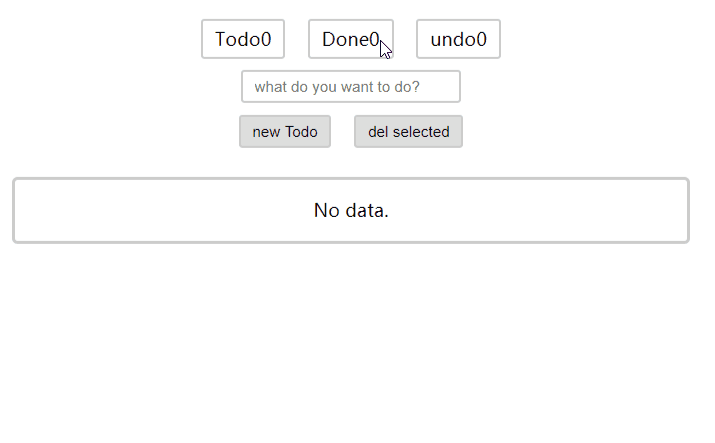 Todo0 Done0 undo0
what do you want to do?
new Todo del selected
No data.